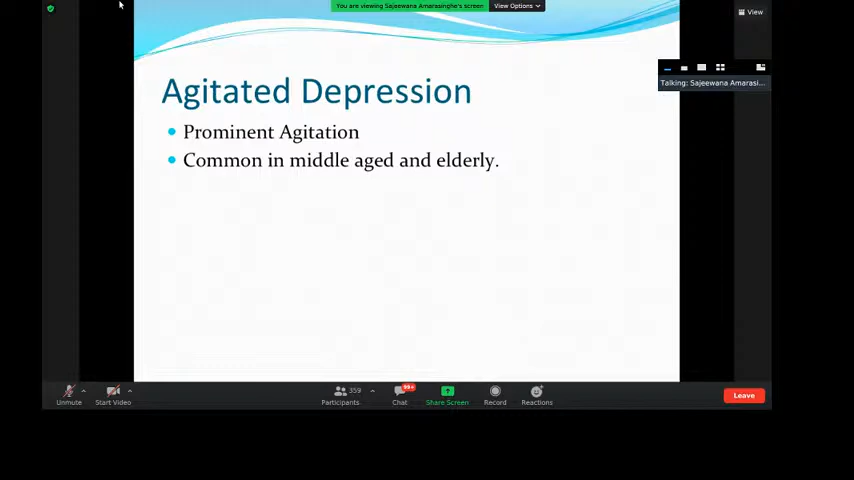 You are viewing Sajeewana Amarasinghe's screen View Options
View
Talking: Sajeewana Amarasi...
Agitated Depression
Prominent Agitation
Common in middle aged and elderly.
Unmute
Start Video
359
Participants
99+
Chat
Share Screen
Record
Reactions
Leave